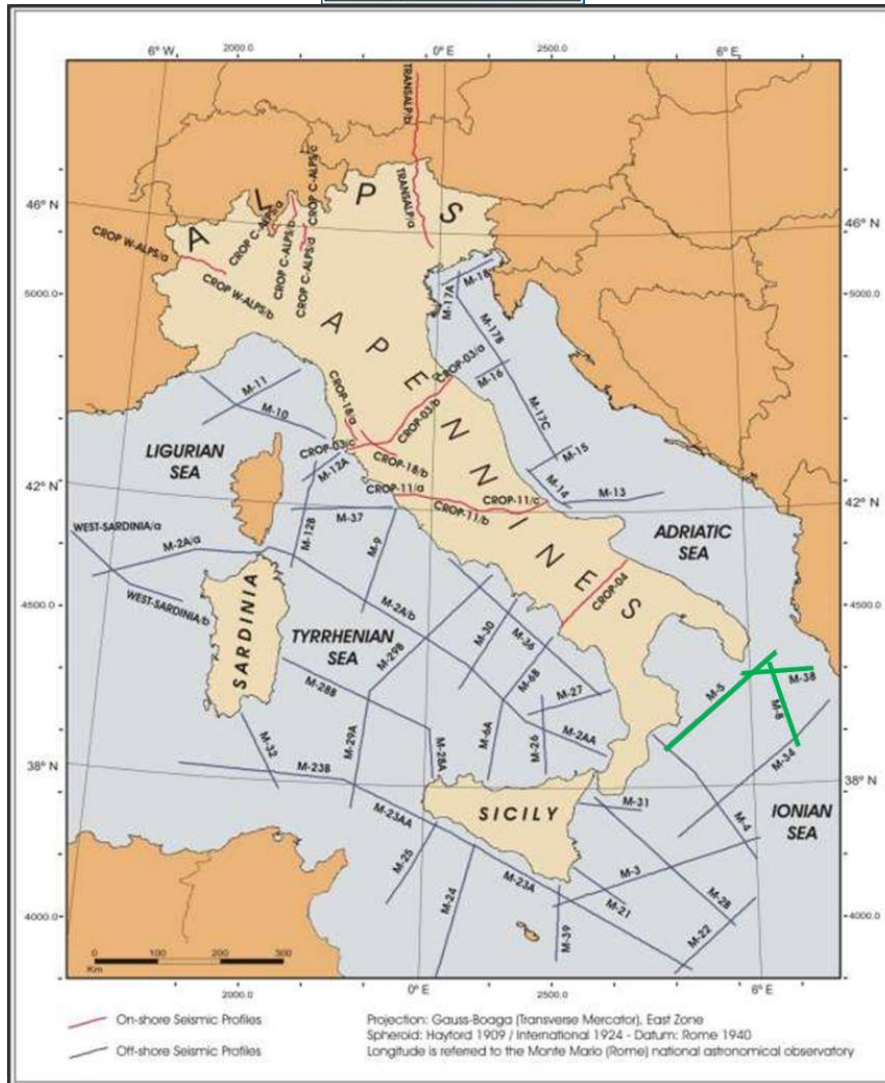 6° W
2000.0
0° E
2500.0
6° E
TRANSALP/b
TRANSALP/a
46° N
46° N
A L P S
CROP C-ALPS/c
CROP C-ALPS/a
CROP C-ALPS/b
CROP C-ALPS/d
CROP W-ALPS/a
CROP W-ALPS/b
5000.0
5000.0
M-18
M-17A
M-17B
M-16
M-17C
M-15
M-14
M-13
A P E N N I N E S
CROP-03/a
CROP-03/b
CROP-03/c
CROP-18/a
CROP-18/b
M-11
M-10
LIGURIAN
SEA
M-12A
42° N
42° N
CROP-11/a
CROP-11/b
CROP-11/c
ADRIATIC
SEA
M-37
M-12B
M-9
WEST-SARDINIA/a
M-2A/a
WEST-SARDINIA/b
4500.0
4500.0
CROP-04
SARDINIA
TYRRHENIAN
SEA
M-2A/b
M-29B
M-30
M-36
M-6B
M-27
M-28B
M-29A
M-28A
M-6A
M-26
M-2AA
M-5
M-38
M-8
M-34
M-32
38° N
38° N
M-23B
M-23AA
SICILY
M-31
IONIAN
SEA
M-4
M-3
M-25
M-24
M-23A
M-21
M-28
M-22
M-39
4000.0
4000.0
0 100 200 300
Km
2000.0
0° E
2500.0
6° E
On-shore Seismic Profiles
Off-shore Seismic Profiles
Projection: Gauss-Boaga (Transverse Mercator), East Zone
Spheroid: Hayford 1909 / International 1924 - Datum: Rome 1940
Longitude is referred to the Monte Mario (Rome) national astronomical observatory